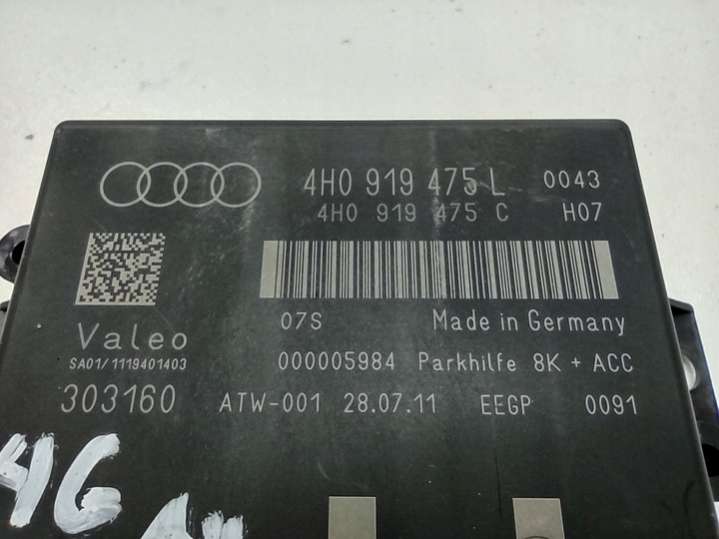 4H0 919 475 L 0043
4H0 919 475 C H07
07S Made in Germany
Valeo
SA01/1119401403
000005984 Parkhilfe 8K + ACC
303160 ATW-001 28.07.11 EEGP 0091